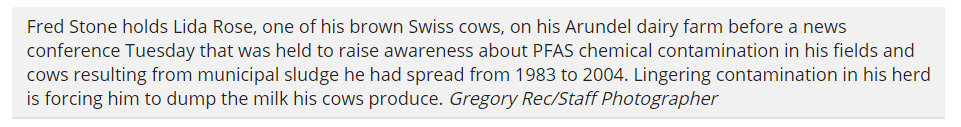 Fred Stone holds Lida Rose, one of his brown Swiss cows, on his Arundel dairy farm before a news
conference Tuesday that was held to raise awareness about PFAS chemical contamination in his fields and
cows resulting from municipal sludge he had spread from 1983 to 2004. Lingering contamination in his herd
is forcing him to dump the milk his cows produce. Gregory Rec/Staff Photographer